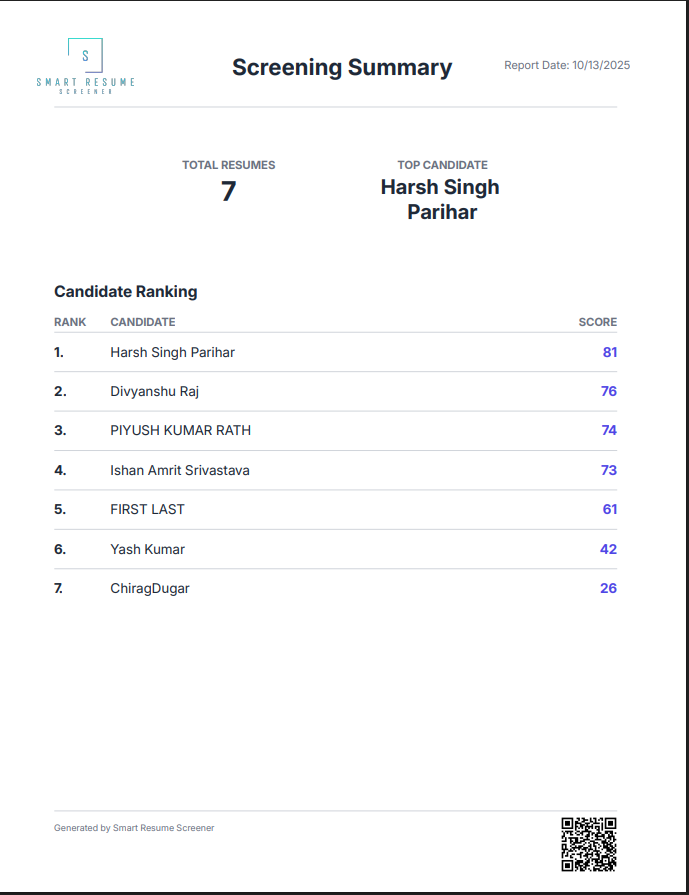 S
SMART RESUME
SCREENER
Screening Summary
Report Date: 10/13/2025
TOTAL RESUMES
7
TOP CANDIDATE
Harsh Singh
Parihar
Candidate Ranking
RANK CANDIDATE SCORE
1. Harsh Singh Parihar 81
2. Divyanshu Raj 76
3. PIYUSH KUMAR RATH 74
4. Ishan Amrit Srivastava 73
5. FIRST LAST 61
6. Yash Kumar 42
7. ChiragDugar 26
Generated by Smart Resume Screener